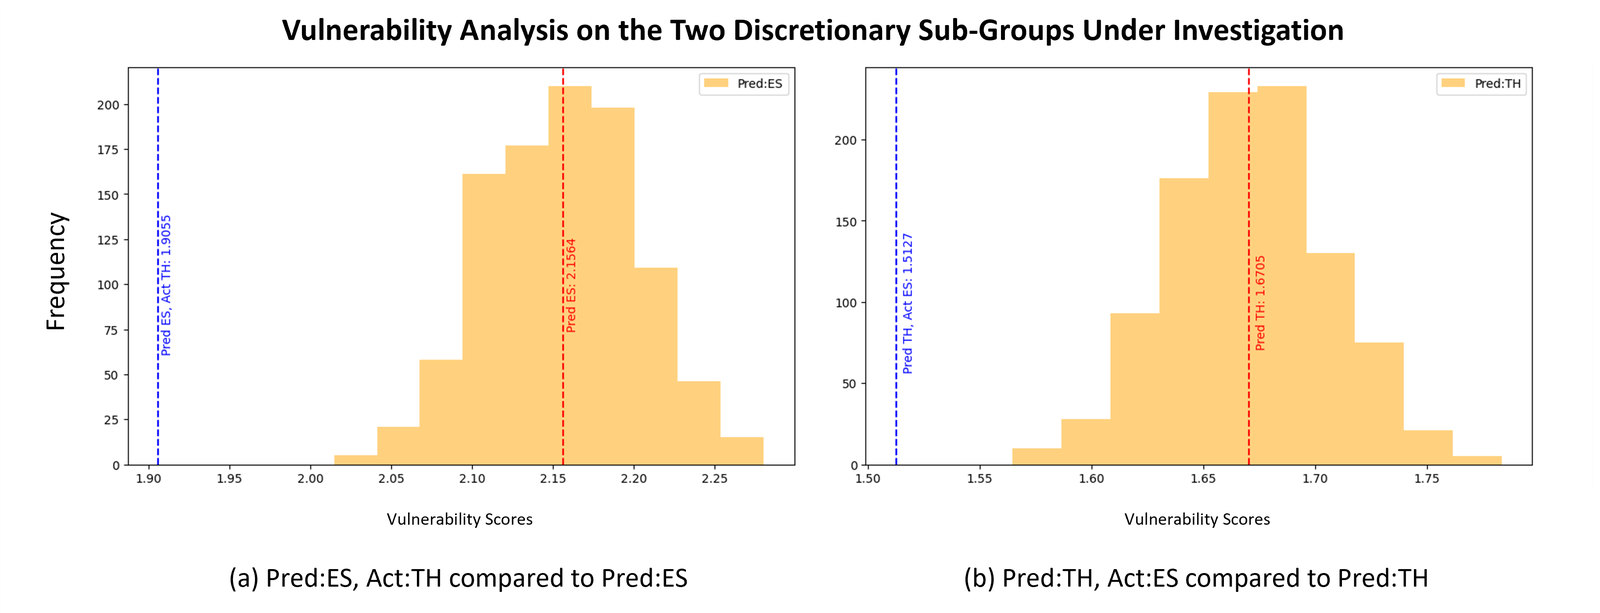 Vulnerability Analysis on the Two Discretionary Sub-Groups Under Investigation
Frequency
200
175
150
125
100
75
50
25
0
Pred:ES
Pred ES, Act TH: 1.9055
Pred ES: 2.1564
1.90 1.95 2.00 2.05 2.10 2.15 2.20 2.25
Vulnerability Scores
(a) Pred:ES, Act:TH compared to Pred:ES
200
150
100
50
0
Pred:TH
Pred TH, Act ES: 1.5127
Pred TH: 1.6705
1.50 1.55 1.60 1.65 1.70 1.75
Vulnerability Scores
(b) Pred:TH, Act:ES compared to Pred:TH